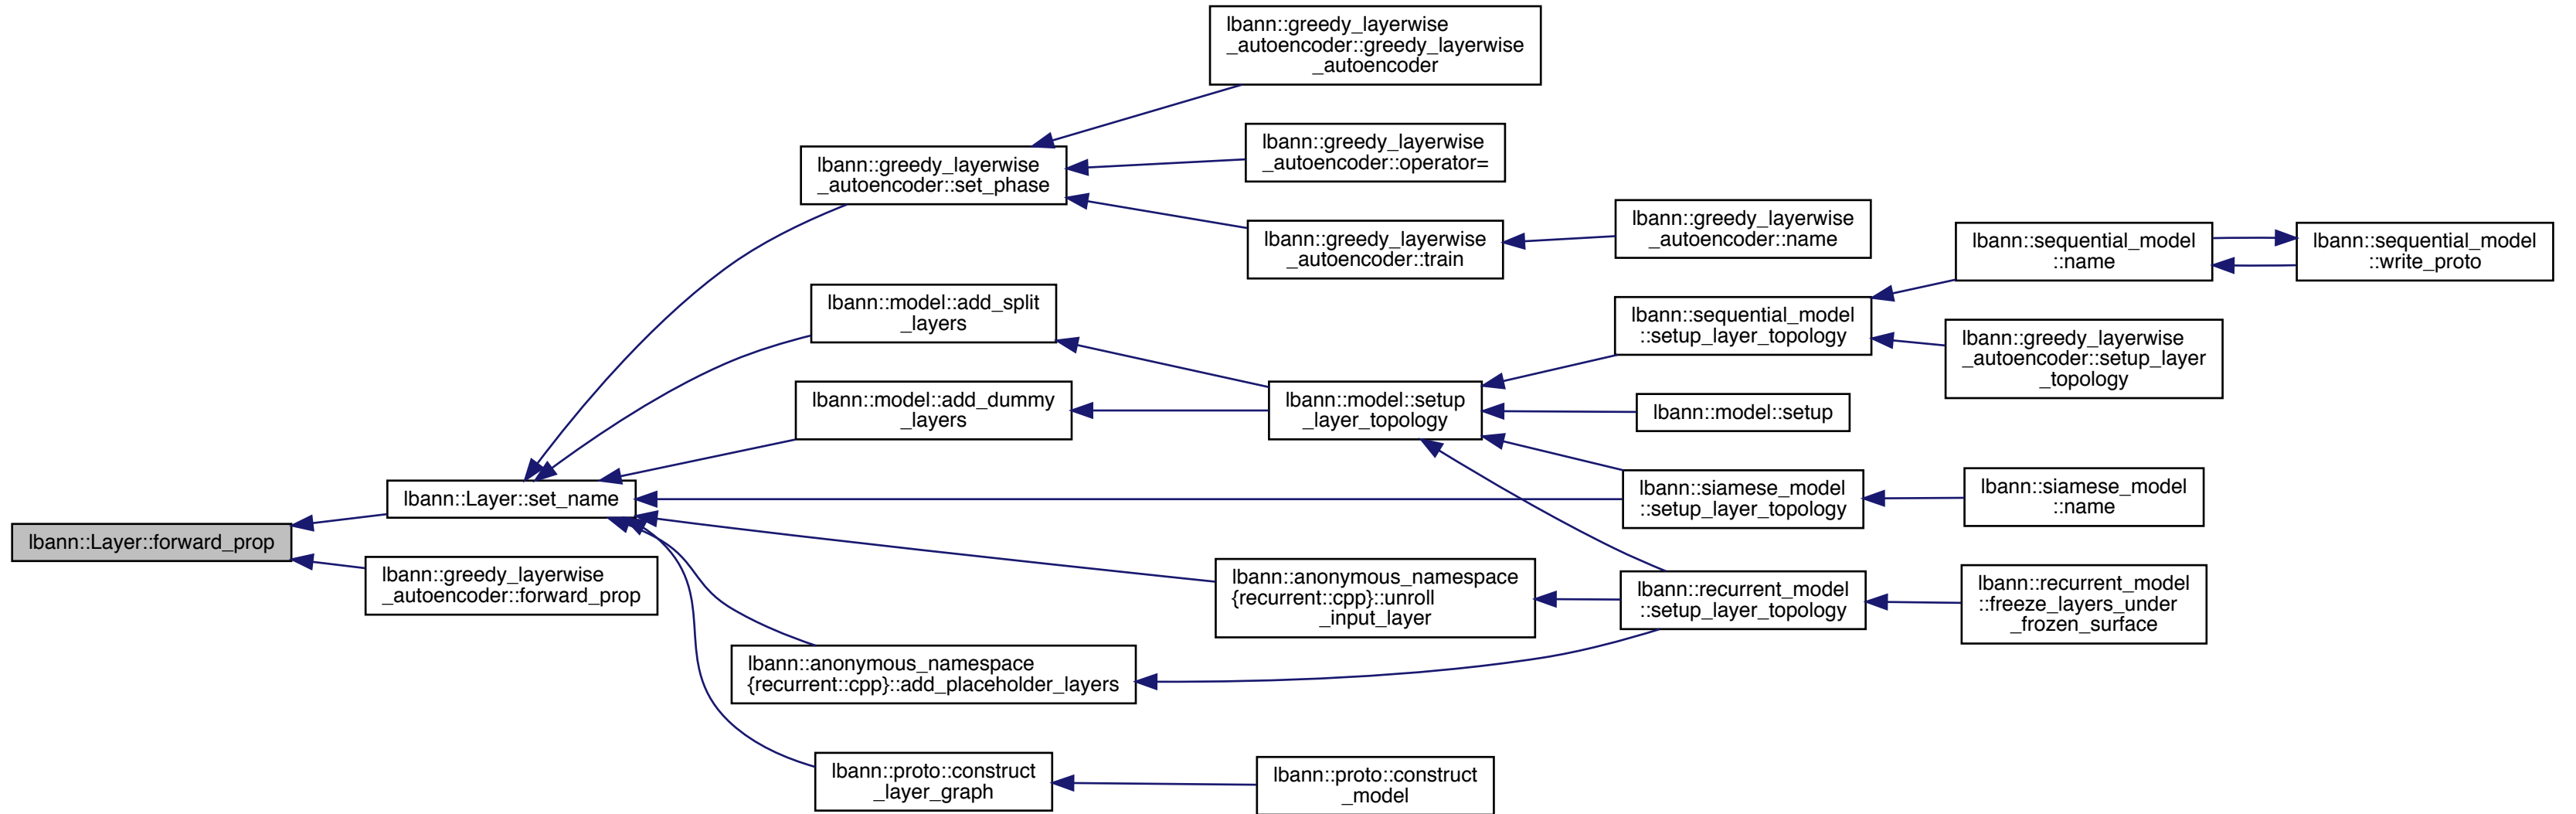 lbann::greedy_layerwise
_autoencoder::greedy_layerwise
_autoencoder
lbann::greedy_layerwise
_autoencoder::operator=
lbann::greedy_layerwise
_autoencoder::set_phase
lbann::greedy_layerwise
_autoencoder::train
lbann::greedy_layerwise
_autoencoder::name
lbann::sequential_model
::name
lbann::sequential_model
::write_proto
lbann::model::add_split
_layers
lbann::sequential_model
::setup_layer_topology
lbann::greedy_layerwise
_autoencoder::setup_layer
_topology
lbann::model::add_dummy
_layers
lbann::model::setup
_layer_topology
lbann::model::setup
lbann::Layer::set_name
lbann::siamese_model
::setup_layer_topology
lbann::siamese_model
::name
lbann::Layer::forward_prop
lbann::greedy_layerwise
_autoencoder::forward_prop
lbann::anonymous_namespace
{recurrent::cpp}::unroll
_input_layer
lbann::recurrent_model
::setup_layer_topology
lbann::recurrent_model
::freeze_layers_under
_frozen_surface
lbann::anonymous_namespace
{recurrent::cpp}::add_placeholder_layers
lbann::proto::construct
_layer_graph
lbann::proto::construct
_model